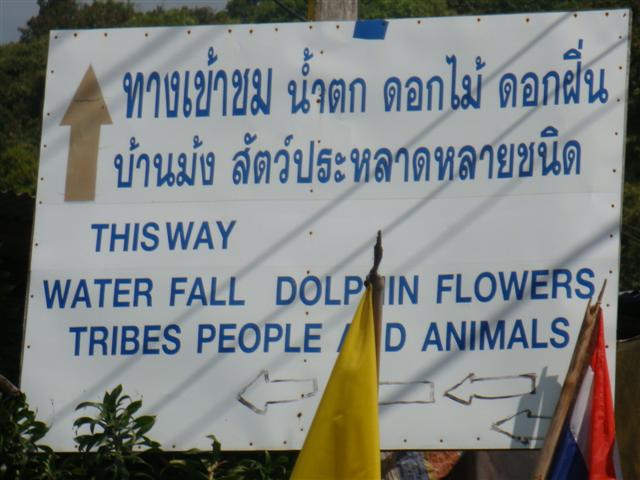 ทางเข้าชม น้ำตก ดอกไม้ ดอกฝิ่น
บ้านม้ง สัตว์ประหลาดหลายชนิด
THIS WAY
WATER FALL DOLPHIN FLOWERS
TRIBES PEOPLE AND ANIMALS